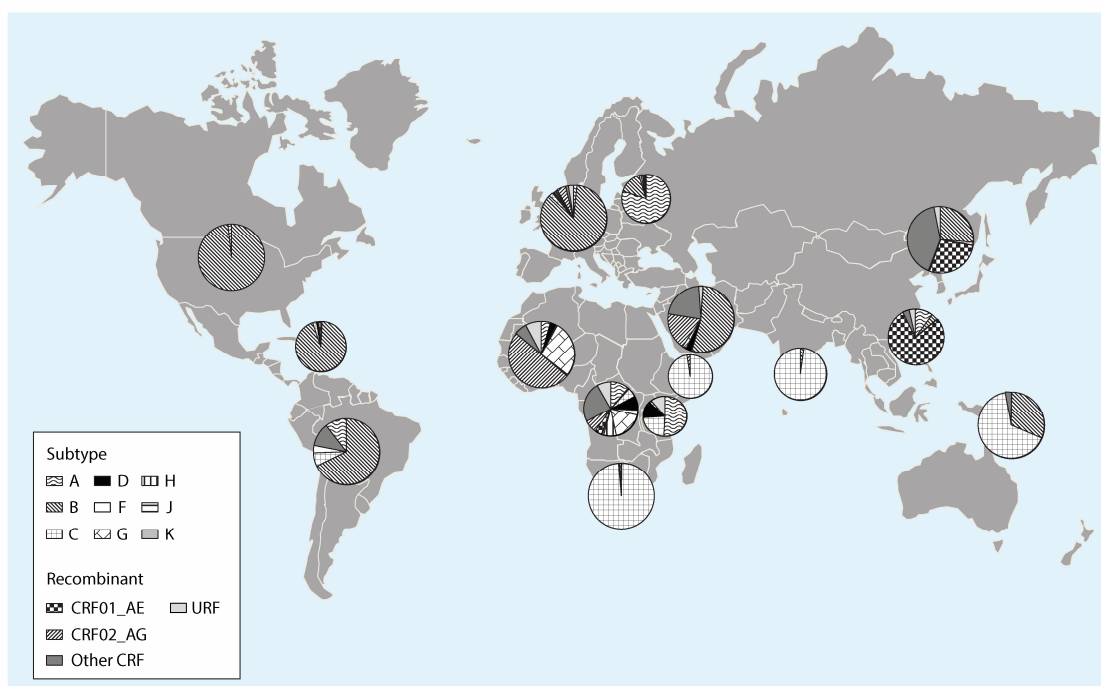 Subtype
A D H
B F J
C G K
Recombinant
CRF01_AE URF
CRF02_AG
Other CRF